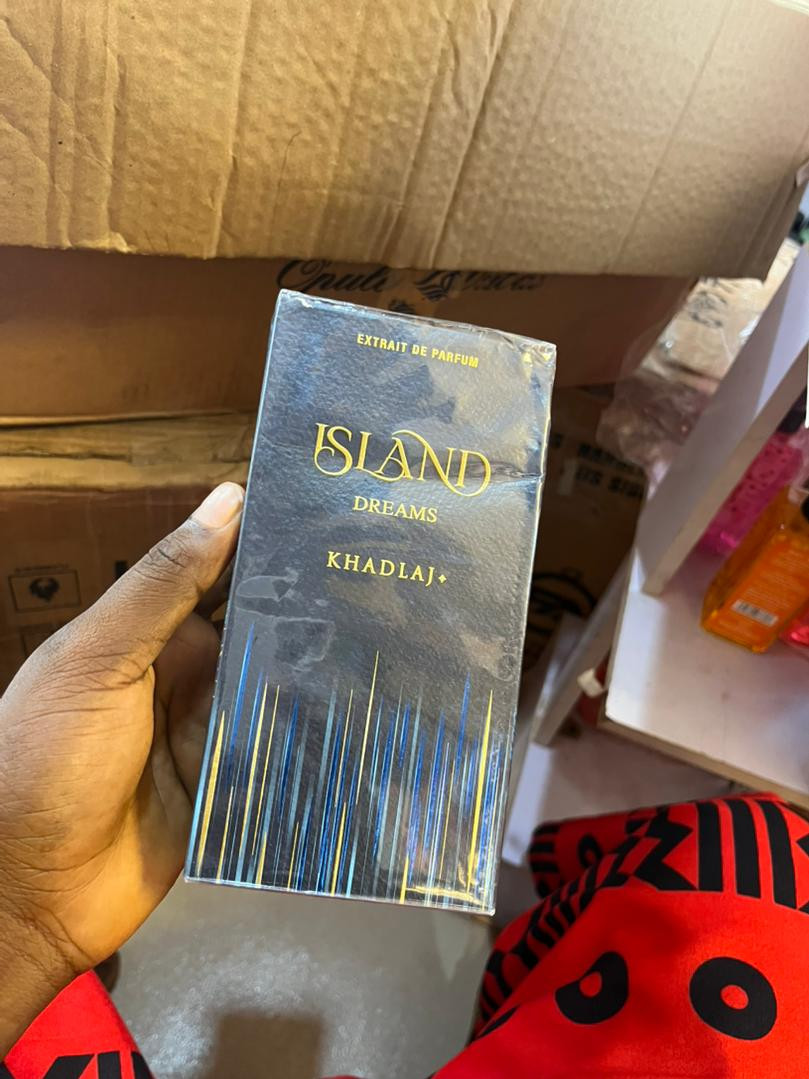 EXTRAIT DE PARFUM
ISLAND
DREAMS
KHADLAJ